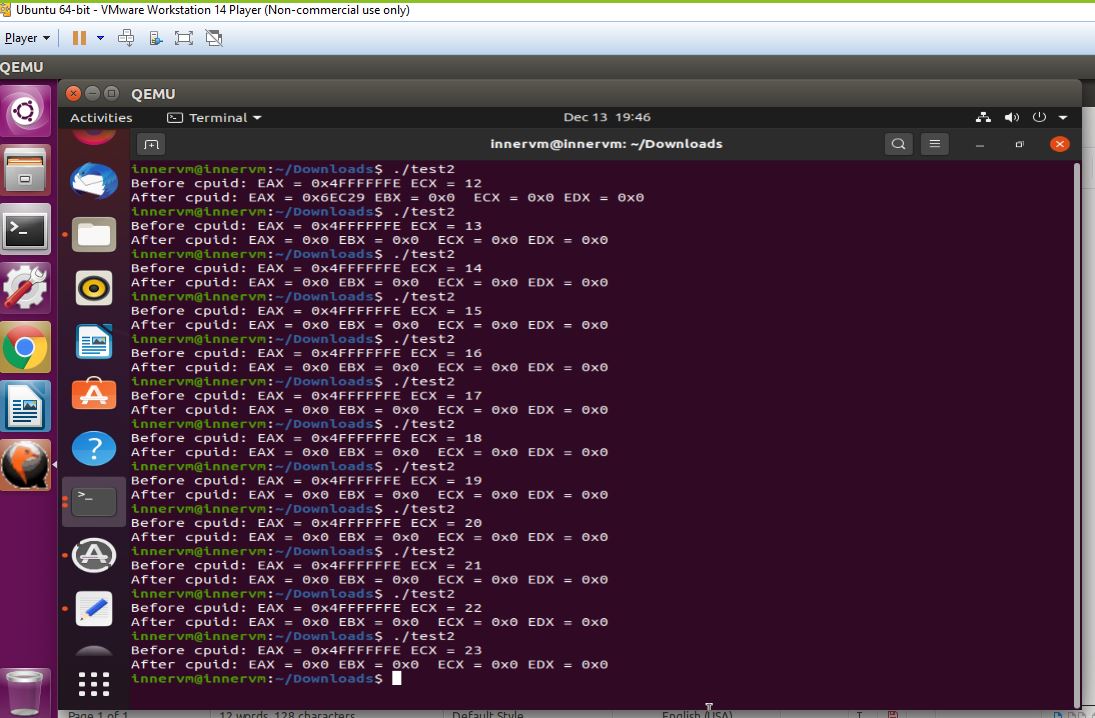 Ubuntu 64-bit - VMware Workstation 14 Player (Non-commercial use only)
Player
QEMU
QEMU
Activities Terminal Dec 13 19:46
innervm@innervm: ~/Downloads
innervm@innervm:~/Downloads$ ./test2
Before cpuid: EAX = 0x4FFFFFFE ECX = 12
After cpuid: EAX = 0x6EC29 EBX = 0x0  ECX = 0x0 EDX = 0x0
innervm@innervm:~/Downloads$ ./test2
Before cpuid: EAX = 0x4FFFFFFE ECX = 13
After cpuid: EAX = 0x0 EBX = 0x0  ECX = 0x0 EDX = 0x0
innervm@innervm:~/Downloads$ ./test2
Before cpuid: EAX = 0x4FFFFFFE ECX = 14
After cpuid: EAX = 0x0 EBX = 0x0  ECX = 0x0 EDX = 0x0
innervm@innervm:~/Downloads$ ./test2
Before cpuid: EAX = 0x4FFFFFFE ECX = 15
After cpuid: EAX = 0x0 EBX = 0x0  ECX = 0x0 EDX = 0x0
innervm@innervm:~/Downloads$ ./test2
Before cpuid: EAX = 0x4FFFFFFE ECX = 16
After cpuid: EAX = 0x0 EBX = 0x0  ECX = 0x0 EDX = 0x0
innervm@innervm:~/Downloads$ ./test2
Before cpuid: EAX = 0x4FFFFFFE ECX = 17
After cpuid: EAX = 0x0 EBX = 0x0  ECX = 0x0 EDX = 0x0
innervm@innervm:~/Downloads$ ./test2
Before cpuid: EAX = 0x4FFFFFFE ECX = 18
After cpuid: EAX = 0x0 EBX = 0x0  ECX = 0x0 EDX = 0x0
innervm@innervm:~/Downloads$ ./test2
Before cpuid: EAX = 0x4FFFFFFE ECX = 19
After cpuid: EAX = 0x0 EBX = 0x0  ECX = 0x0 EDX = 0x0
innervm@innervm:~/Downloads$ ./test2
Before cpuid: EAX = 0x4FFFFFFE ECX = 20
After cpuid: EAX = 0x0 EBX = 0x0  ECX = 0x0 EDX = 0x0
innervm@innervm:~/Downloads$ ./test2
Before cpuid: EAX = 0x4FFFFFFE ECX = 21
After cpuid: EAX = 0x0 EBX = 0x0  ECX = 0x0 EDX = 0x0
innervm@innervm:~/Downloads$ ./test2
Before cpuid: EAX = 0x4FFFFFFE ECX = 22
After cpuid: EAX = 0x0 EBX = 0x0  ECX = 0x0 EDX = 0x0
innervm@innervm:~/Downloads$ ./test2
Before cpuid: EAX = 0x4FFFFFFE ECX = 23
After cpuid: EAX = 0x0 EBX = 0x0  ECX = 0x0 EDX = 0x0
innervm@innervm:~/Downloads$
Page 1 of 1 12 words, 128 characters Default Style English (USA)